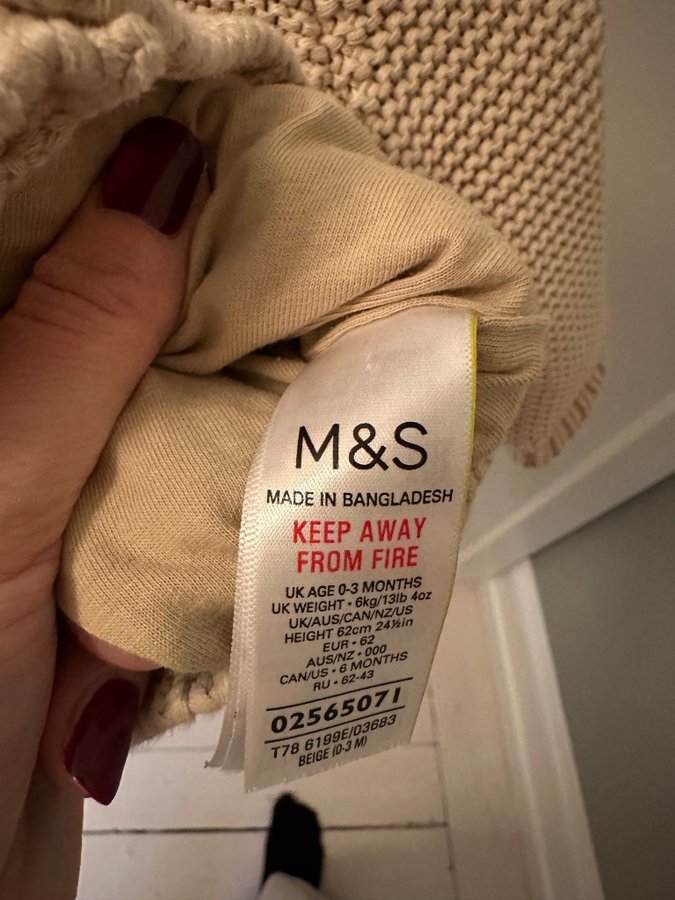 M&S
MADE IN BANGLADESH
KEEP AWAY
FROM FIRE
UK AGE 0-3 MONTHS
UK WEIGHT • 6kg/13lb 4oz
UK/AUS/CAN/NZ/US
HEIGHT 62cm 24½in
EUR • 62
AUS/NZ • 000
CAN/US • 6 MONTHS
RU • 62-43
02565071
T78 6199E/03683
BEIGE (0-3 M)